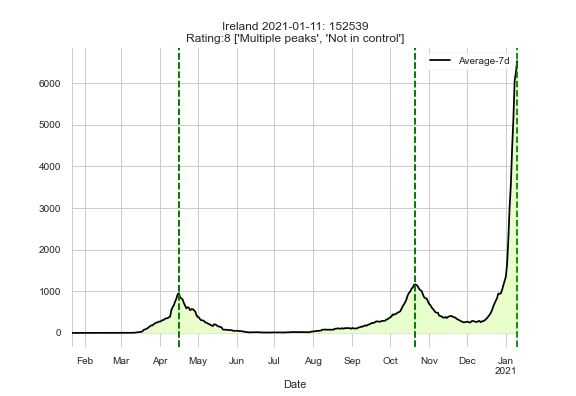 Ireland 2021-01-11: 152539
Rating:8 ['Multiple peaks', 'Not in control']
Average-7d
6000
5000
4000
3000
2000
1000
0
Feb Mar Apr May Jun Jul Aug Sep Oct Nov Dec Jan
2021
Date